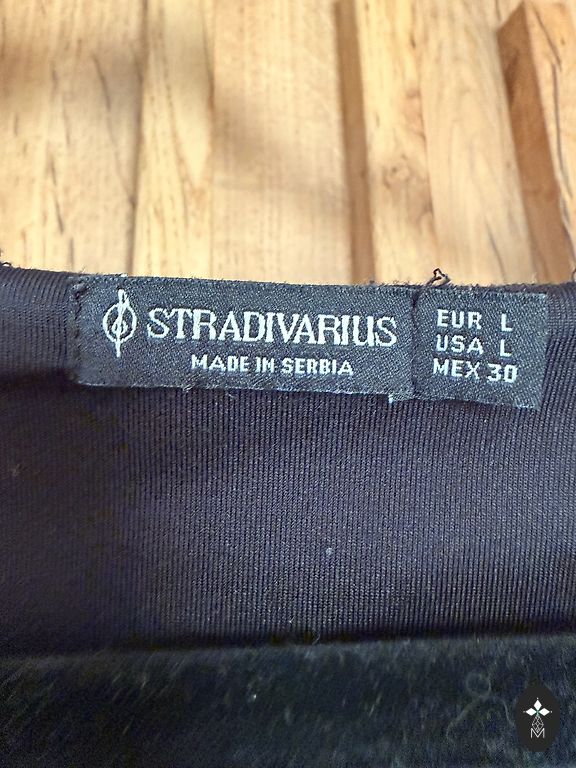 STRADIVARIUS
MADE IN SERBIA
EUR L
USA L
MEX 30
M